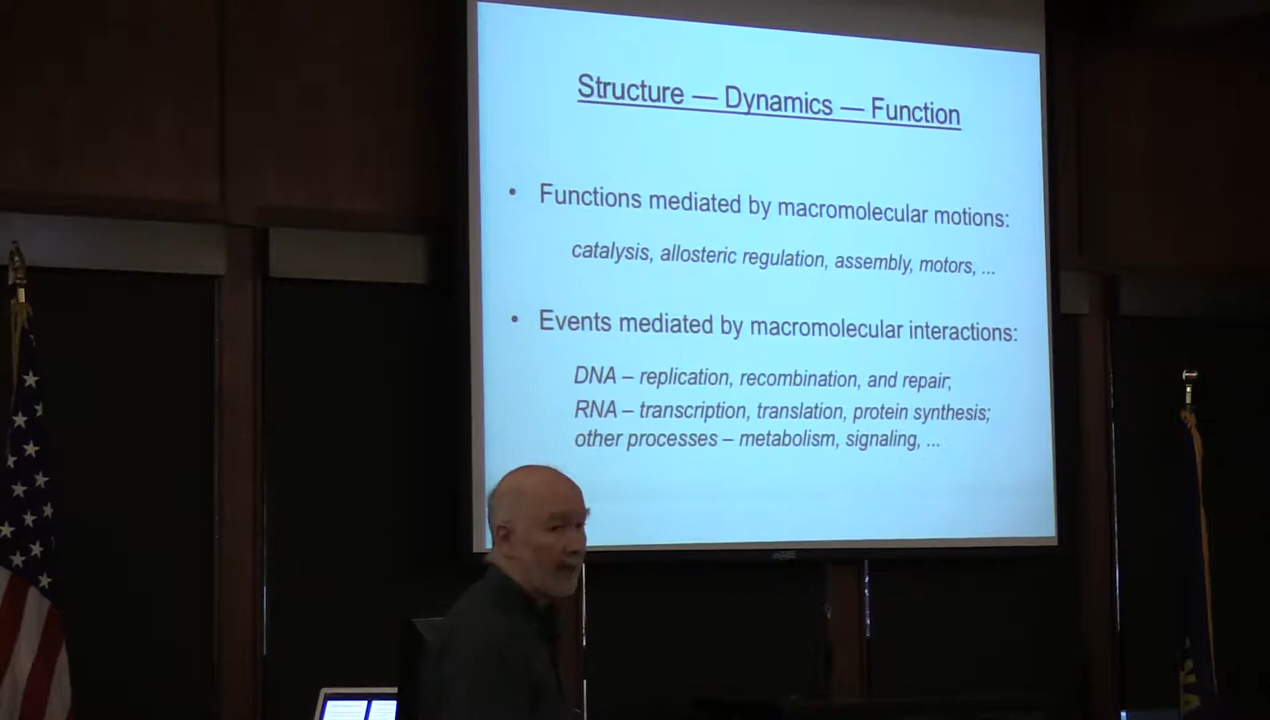 Structure — Dynamics — Function
• Functions mediated by macromolecular motions:
catalysis, allosteric regulation, assembly, motors, ...
• Events mediated by macromolecular interactions:
DNA – replication, recombination, and repair;
RNA – transcription, translation, protein synthesis;
other processes – metabolism, signaling, ...